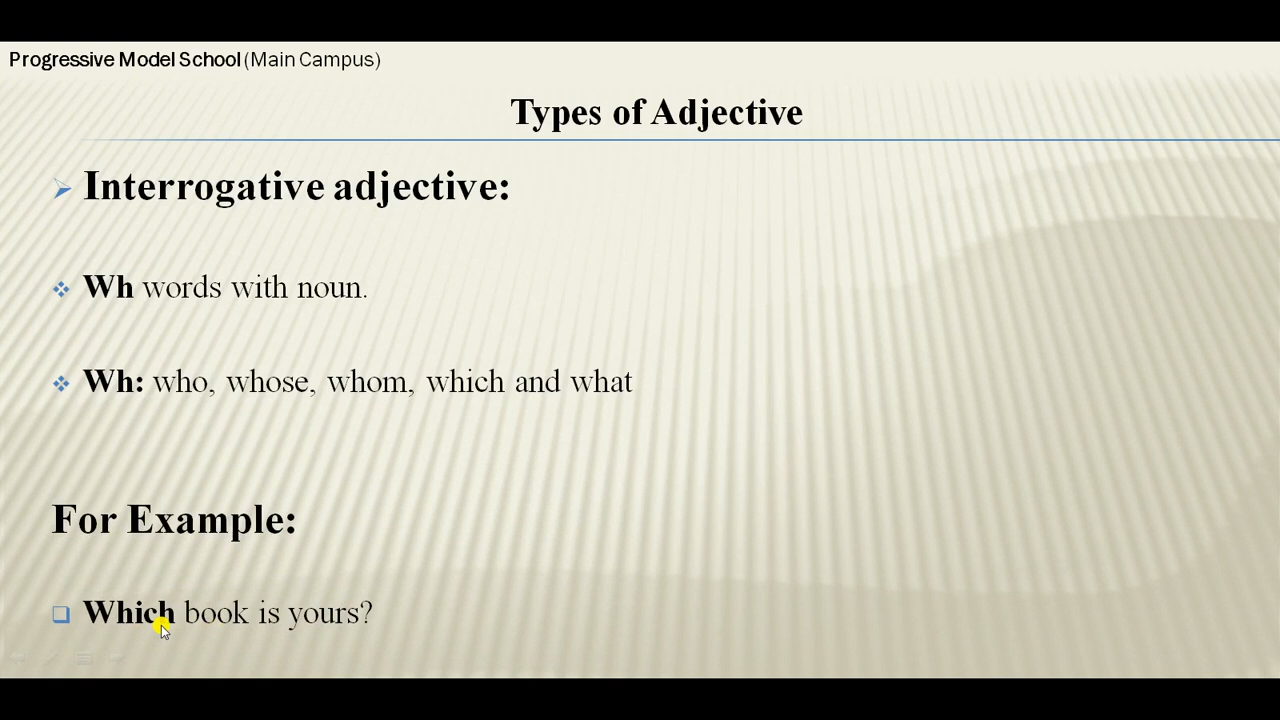 Progressive Model School (Main Campus)
Types of Adjective
Interrogative adjective:
Wh words with noun.
Wh: who, whose, whom, which and what
For Example:
Which book is yours?